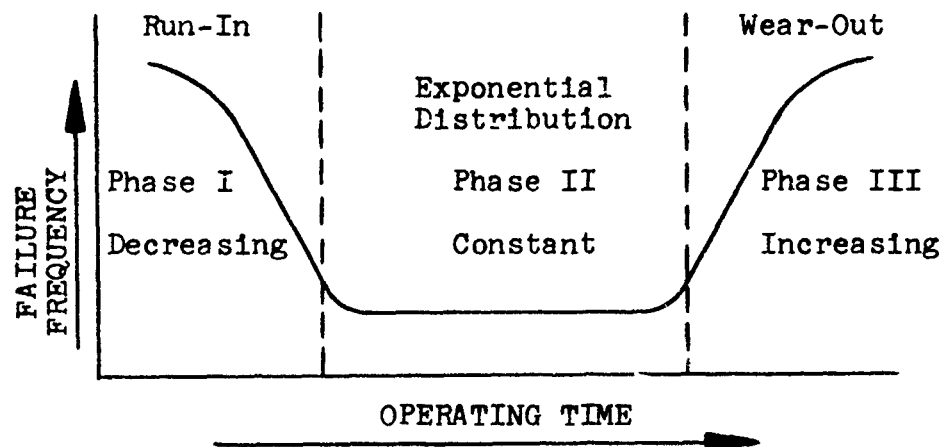 Run-In
Wear-Out
Exponential
Distribution
Phase I
Phase II
Phase III
Decreasing
Constant
Increasing
FAILURE
FREQUENCY
OPERATING TIME